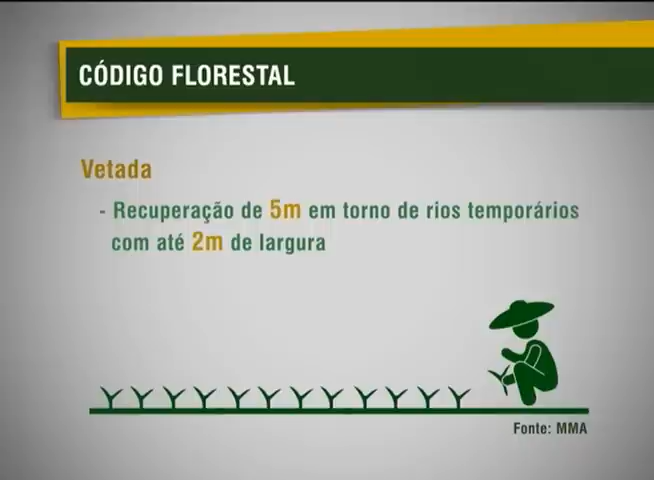 CÓDIGO FLORESTAL
Vetada
- Recuperação de 5m em torno de rios temporários
com até 2m de largura
Fonte: MMA